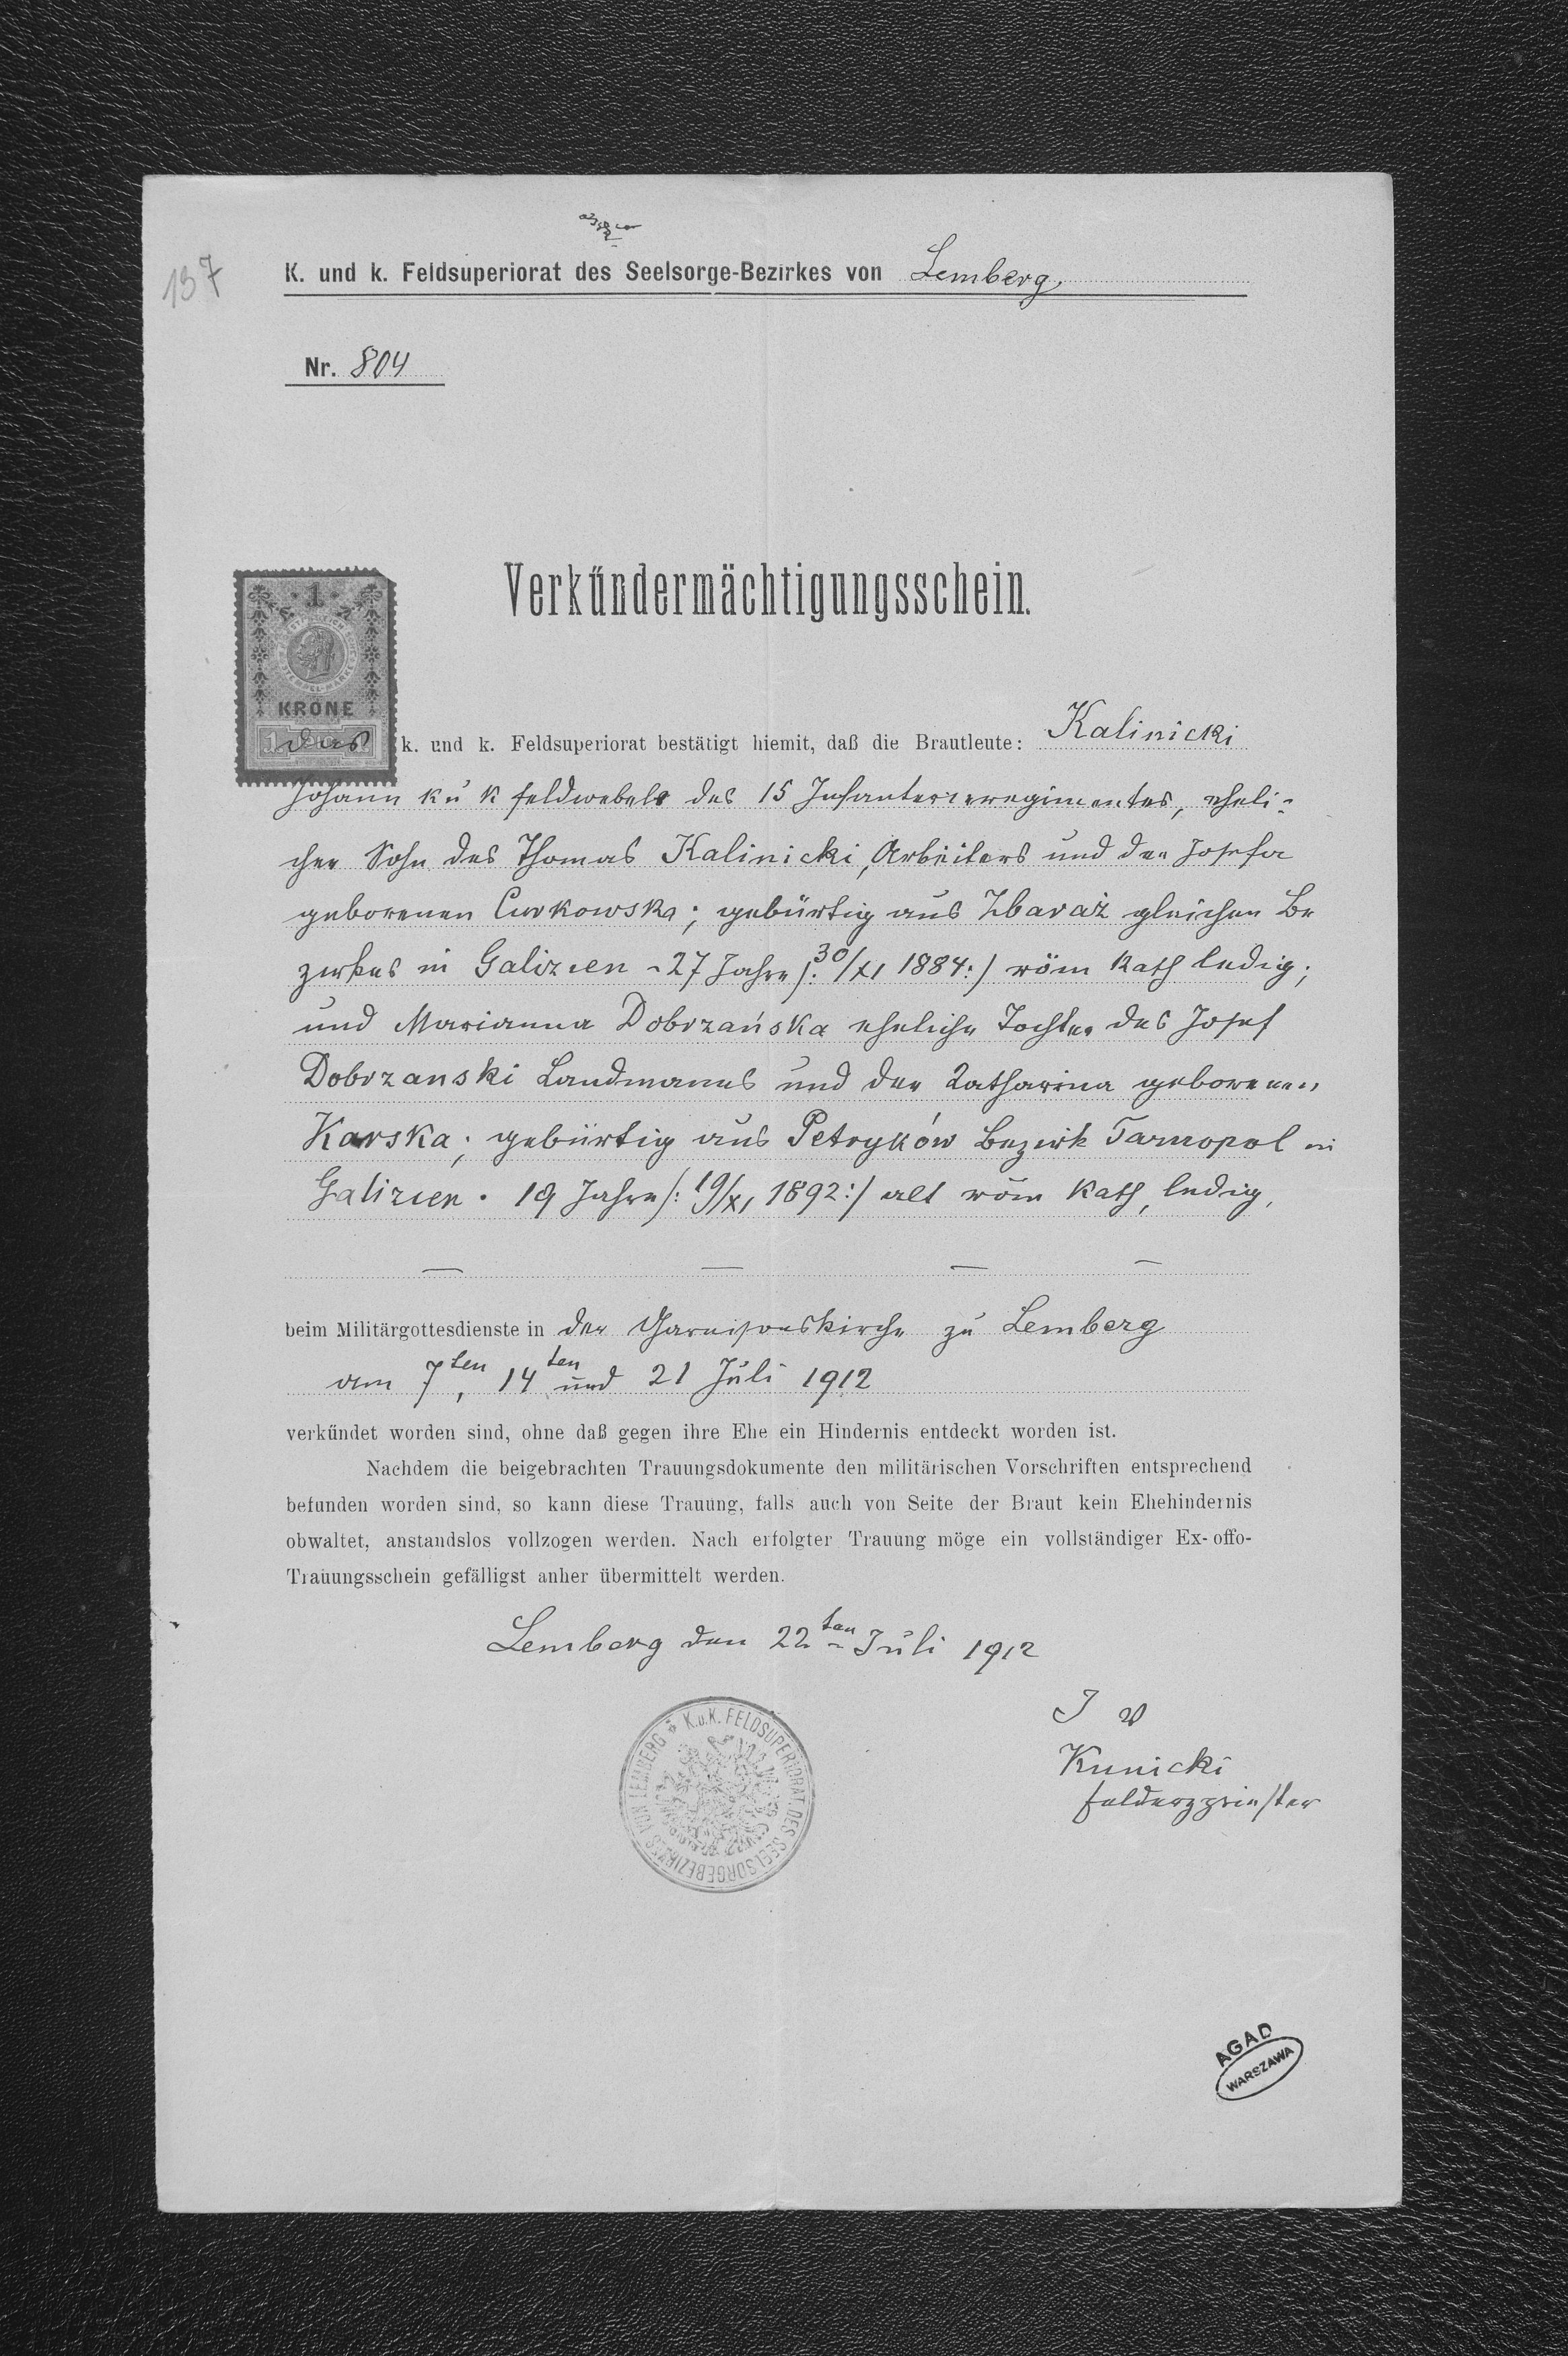 137
K. und k. Feldsuperiorat des Seelsorge-Bezirkes von Lemberg.
Nr. 804
Verkündermächtigungsschein.
1
KRONE
das k. und k. Feldsuperiorat bestätigt hiemit, daß die Brautleute: Kalinicki
Johann k u k Feldwebels des 15 Infanterieregimentes, eheli-
cher Sohn des Thomas Kalinicki, Arbeiters und der Josefa
geborenen Curkowska; gebürtig aus Zbaraż gleichen Be
zirkes in Galizien - 27 Jahre /: 30/XI 1884 :/ röm kath ledig;
und Marianna Dobrzańska eheliche Tochter des Josef
Dobrzanski Landmanns und der Katharina geborenen
Karska; gebürtig aus Petryków Bezirk Tarnopol in
Galizien. 19 Jahre /: 19/XI 1892 :/ alt röm kath, ledig,
beim Militärgottesdienste in der Garnisonskirche zu Lemberg
am 7ten, 14ten und 21 Juli 1912
verkündet worden sind, ohne daß gegen ihre Ehe ein Hindernis entdeckt worden ist.
Nachdem die beigebrachten Trauungsdokumente den militärischen Vorschriften entsprechend
befunden worden sind, so kann diese Trauung, falls auch von Seite der Braut kein Ehehindernis
obwaltet, anstandslos vollzogen werden. Nach erfolgter Trauung möge ein vollständiger Ex-offo-
Trauungsschein gefälligst anher übermittelt werden.
Lemberg den 22ten Juli 1912
I V
Kunicki
Felderzpriester
K.u.K. FELDSUPERIORAT DES SEELSORGEBEZIRKES VON LEMBERG
AGAD
WARSZAWA